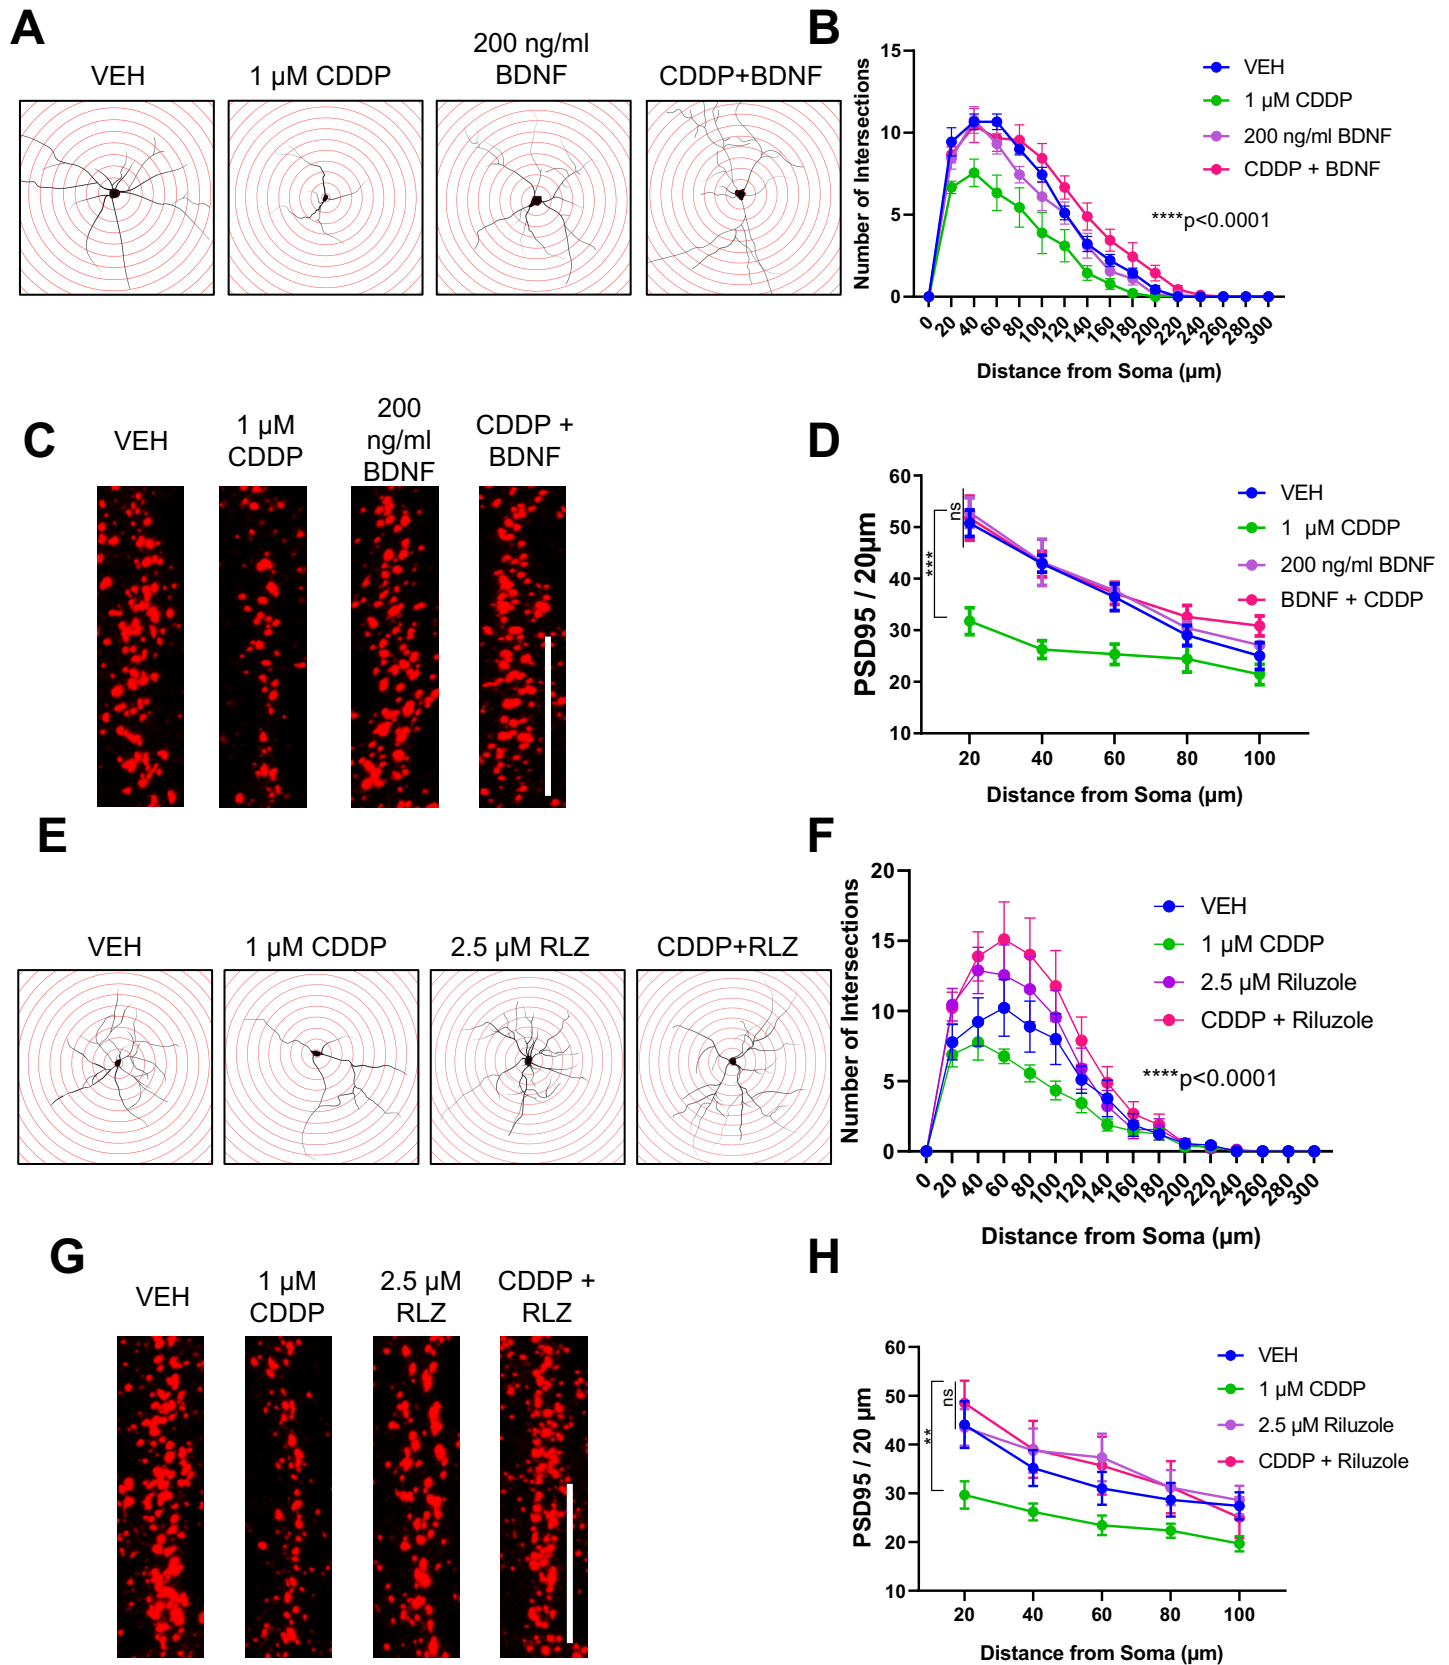 A
VEH
1 µM CDDP
200 ng/ml
BDNF
CDDP+BDNF
B
Number of Intersections
15
10
5
0
0
20
40
60
80
100
120
140
160
180
200
220
240
260
280
300
Distance from Soma (µm)
VEH
1 µM CDDP
200 ng/ml BDNF
CDDP + BDNF
****p<0.0001
C
VEH
1 µM
CDDP
200
ng/ml
BDNF
CDDP +
BDNF
D
PSD95 / 20µm
60
50
40
30
20
10
ns
***
20
40
60
80
100
Distance from Soma (µm)
VEH
1 µM CDDP
200 ng/ml BDNF
BDNF + CDDP
E
VEH
1 µM CDDP
2.5 µM RLZ
CDDP+RLZ
F
Number of Intersections
20
15
10
5
0
0
20
40
60
80
100
120
140
160
180
200
220
240
260
280
300
Distance from Soma (µm)
VEH
1 µM CDDP
2.5 µM Riluzole
CDDP + Riluzole
****p<0.0001
G
VEH
1 µM
CDDP
2.5 µM
RLZ
CDDP +
RLZ
H
PSD95 / 20 µm
60
50
40
30
20
10
ns
**
20
40
60
80
100
Distance from Soma (µm)
VEH
1 µM CDDP
2.5 µM Riluzole
CDDP + Riluzole